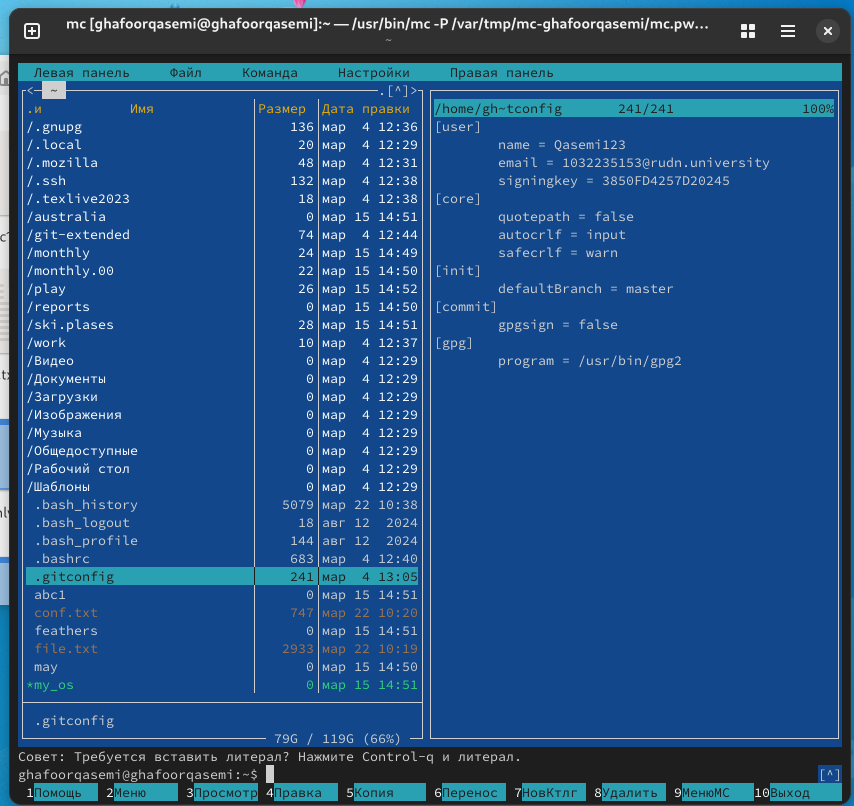 mc [ghafoorqasemi@ghafoorqasemi]:~ — /usr/bin/mc -P /var/tmp/mc-ghafoorqasemi/mc.pw…
~
Левая панель Файл Команда Настройки Правая панель
<─ ~ .[^]>
.и Имя Размер Дата правки
/.gnupg 136 мар 4 12:36
/.local 20 мар 4 12:29
/.mozilla 48 мар 4 12:31
/.ssh 132 мар 4 12:38
/.texlive2023 18 мар 4 12:38
/australia 0 мар 15 14:51
/git-extended 74 мар 4 12:44
/monthly 24 мар 15 14:49
/monthly.00 22 мар 15 14:50
/play 26 мар 15 14:52
/reports 0 мар 15 14:50
/ski.plases 28 мар 15 14:51
/work 10 мар 4 12:37
/Видео 0 мар 4 12:29
/Документы 0 мар 4 12:29
/Загрузки 0 мар 4 12:29
/Изображения 0 мар 4 12:29
/Музыка 0 мар 4 12:29
/Общедоступные 0 мар 4 12:29
/Рабочий стол 0 мар 4 12:29
/Шаблоны 0 мар 4 12:29
.bash_history 5079 мар 22 10:38
.bash_logout 18 авг 12 2024
.bash_profile 144 авг 12 2024
.bashrc 683 мар 4 12:40
.gitconfig 241 мар 4 13:05
abc1 0 мар 15 14:51
conf.txt 747 мар 22 10:20
feathers 0 мар 15 14:51
file.txt 2933 мар 22 10:19
may 0 мар 15 14:50
*my_os 0 мар 15 14:51
.gitconfig
79G / 119G (66%)
/home/gh~tconfig 241/241 100%
[user]
name = Qasemi123
email = 1032235153@rudn.university
signingkey = 3850FD4257D20245
[core]
quotepath = false
autocrlf = input
safecrlf = warn
[init]
defaultBranch = master
[commit]
gpgsign = false
[gpg]
program = /usr/bin/gpg2
Совет: Требуется вставить литерал? Нажмите Control-q и литерал.
ghafoorqasemi@ghafoorqasemi:~$ [^]
1Помощь 2Меню 3Просмотр 4Правка 5Копия 6Перенос 7НовКтлг 8Удалить 9МенюМС 10Выход